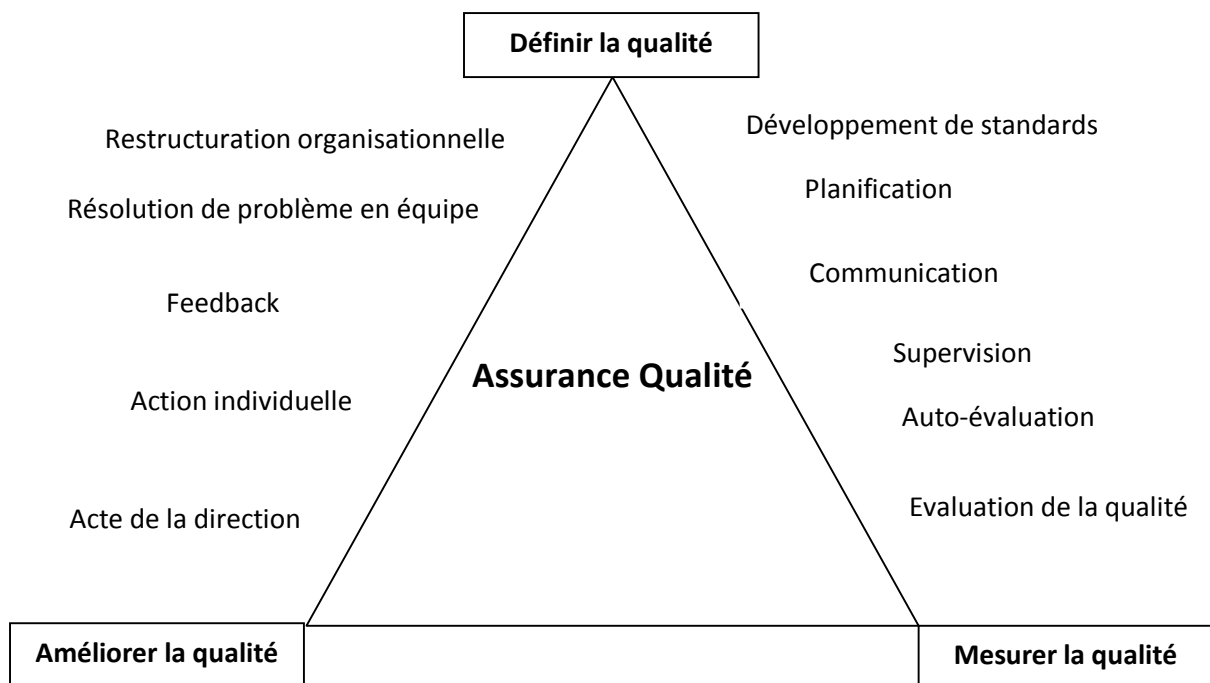 Définir la qualité
Restructuration organisationnelle
Développement de standards
Résolution de problème en équipe
Planification
Feedback
Communication
Assurance Qualité
Supervision
Action individuelle
Auto-évaluation
Acte de la direction
Evaluation de la qualité
Améliorer la qualité
Mesurer la qualité